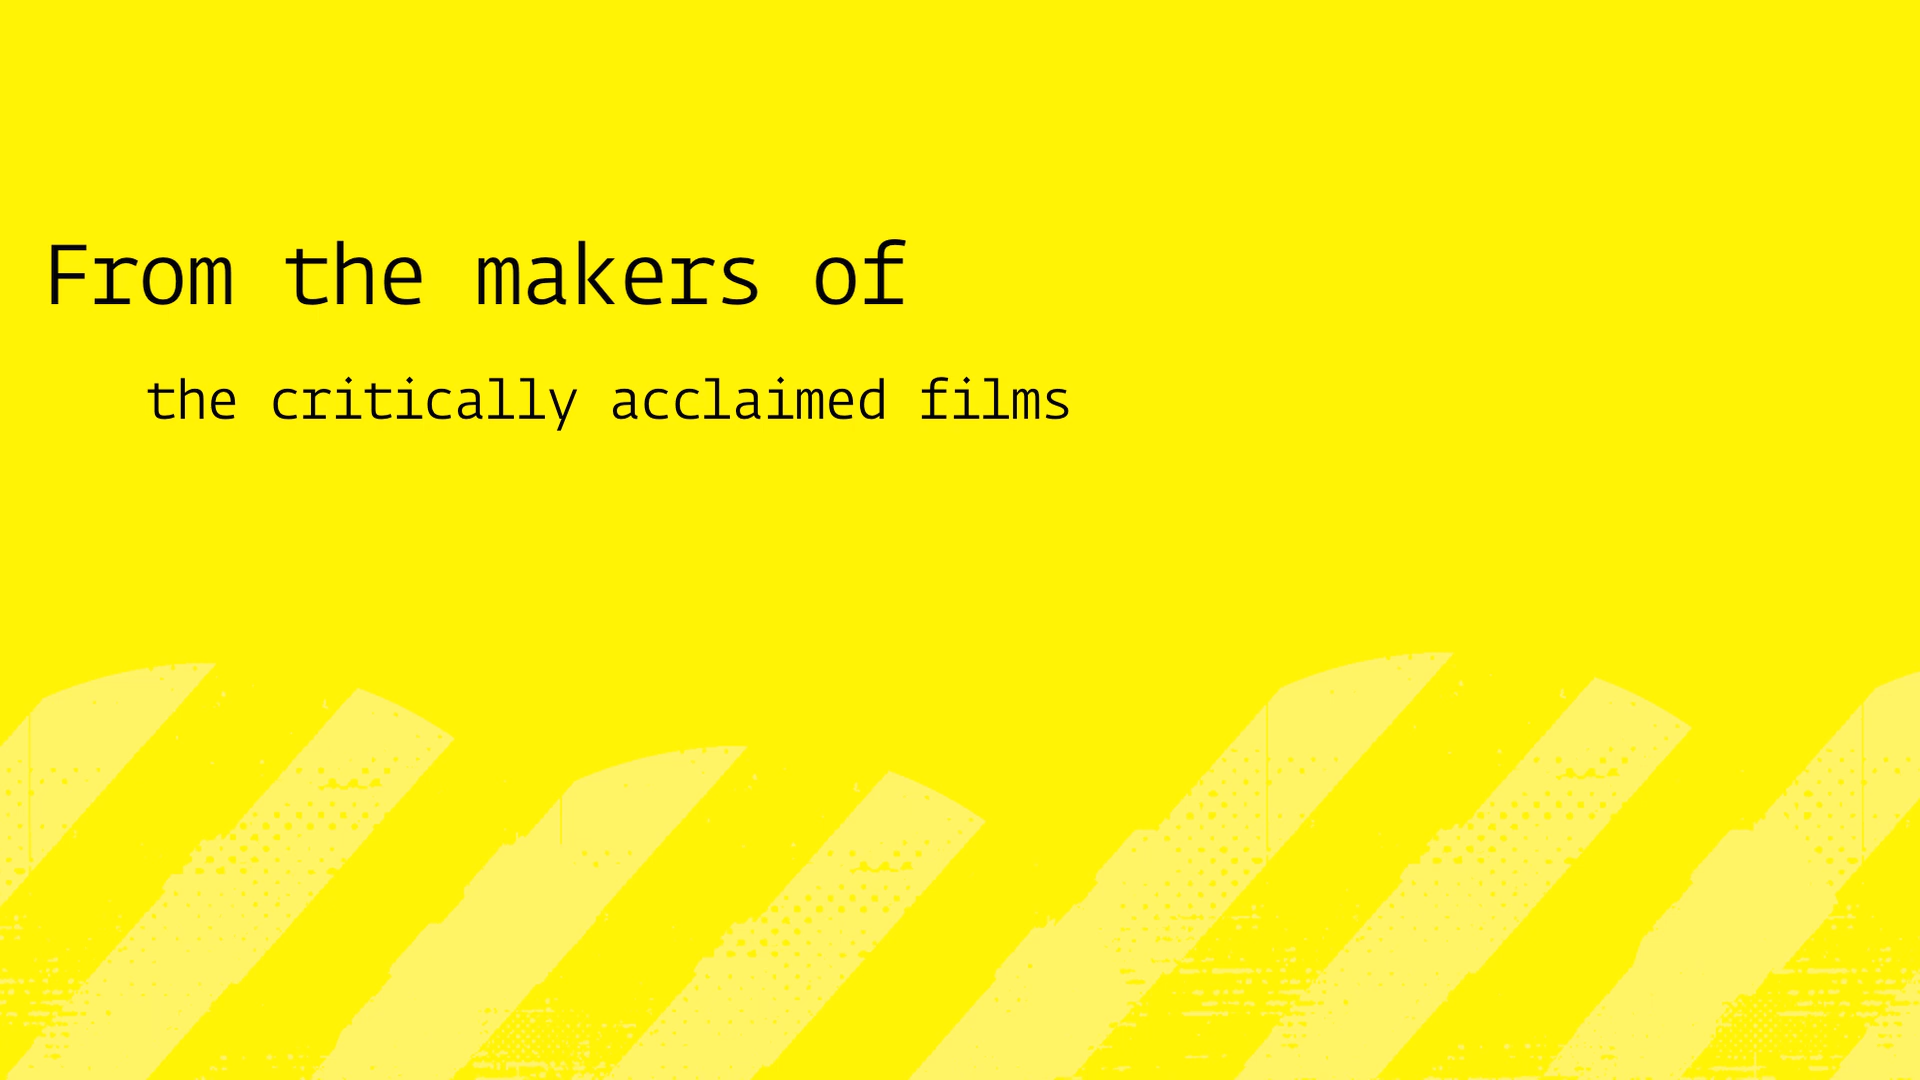 From the makers of
the critically acclaimed films